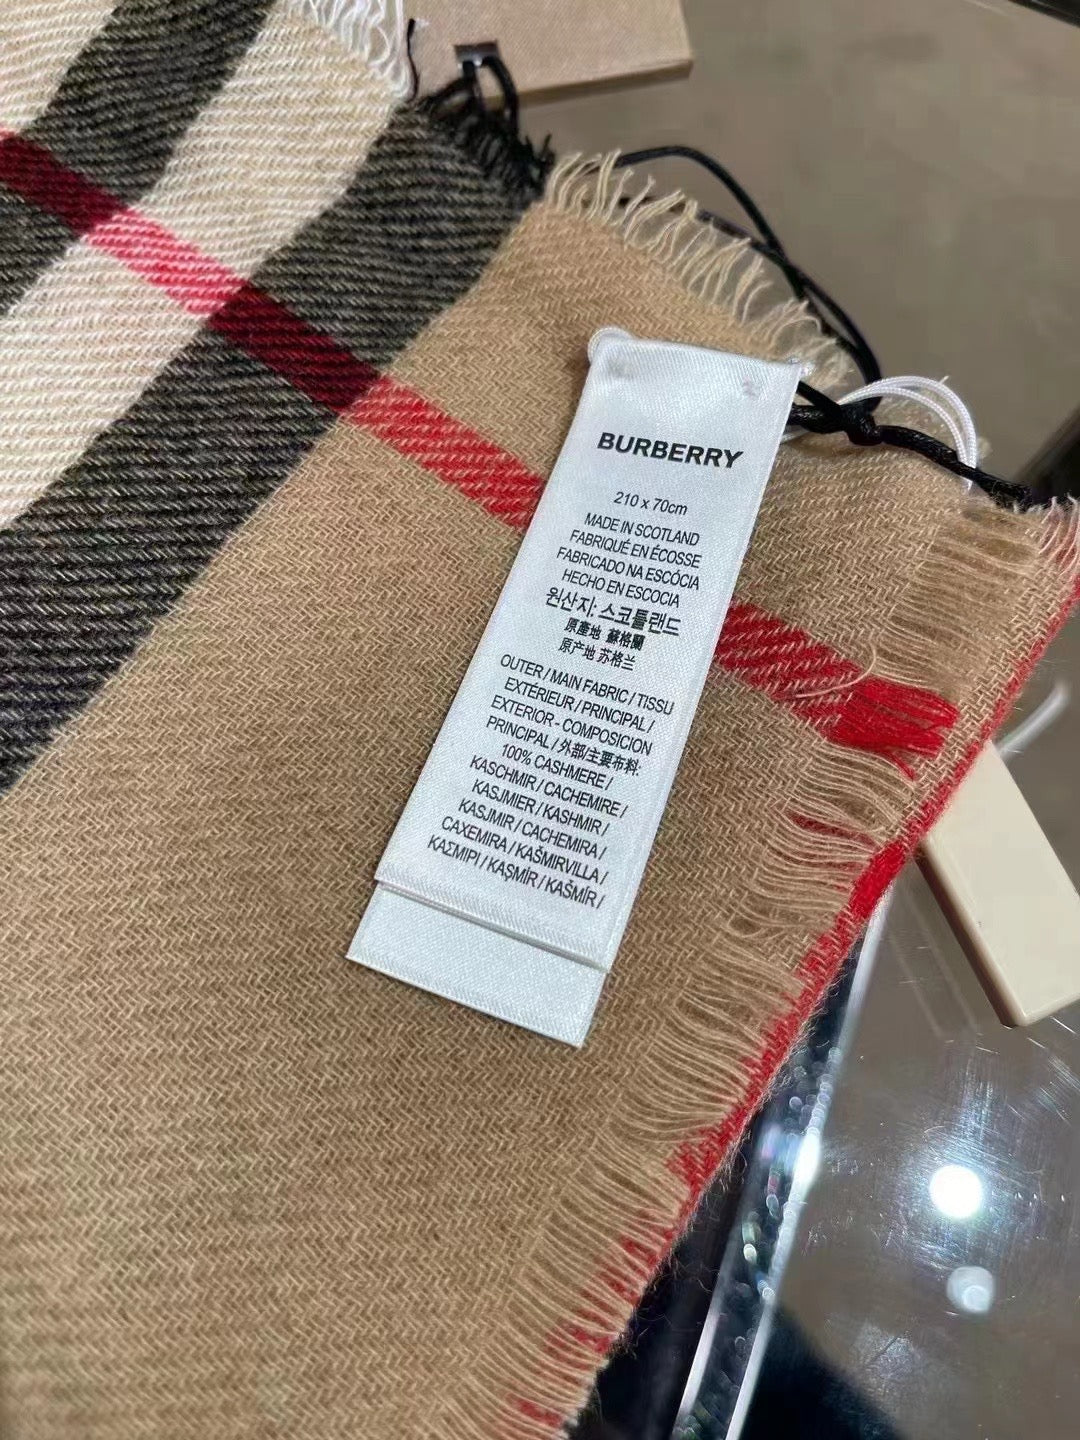 BURBERRY
210 x 70cm
MADE IN SCOTLAND
FABRIQUÉ EN ÉCOSSE
FABRICADO NA ESCÓCIA
HECHO EN ESCOCIA
원산지: 스코틀랜드
原產地 蘇格蘭
原产地 苏格兰
OUTER / MAIN FABRIC / TISSU
EXTÉRIEUR / PRINCIPAL /
EXTERIOR - COMPOSICION
PRINCIPAL / 外部/主要布料:
100% CASHMERE /
KASCHMIR / CACHEMIRE /
KASJMIER / KASHMIR /
KASJMIR / CACHEMIRA /
CAXEMIRA / KAŠMIRVILLA /
ΚΑΣΜΙΡΙ / KAŞMİR / KAŠMÍR /